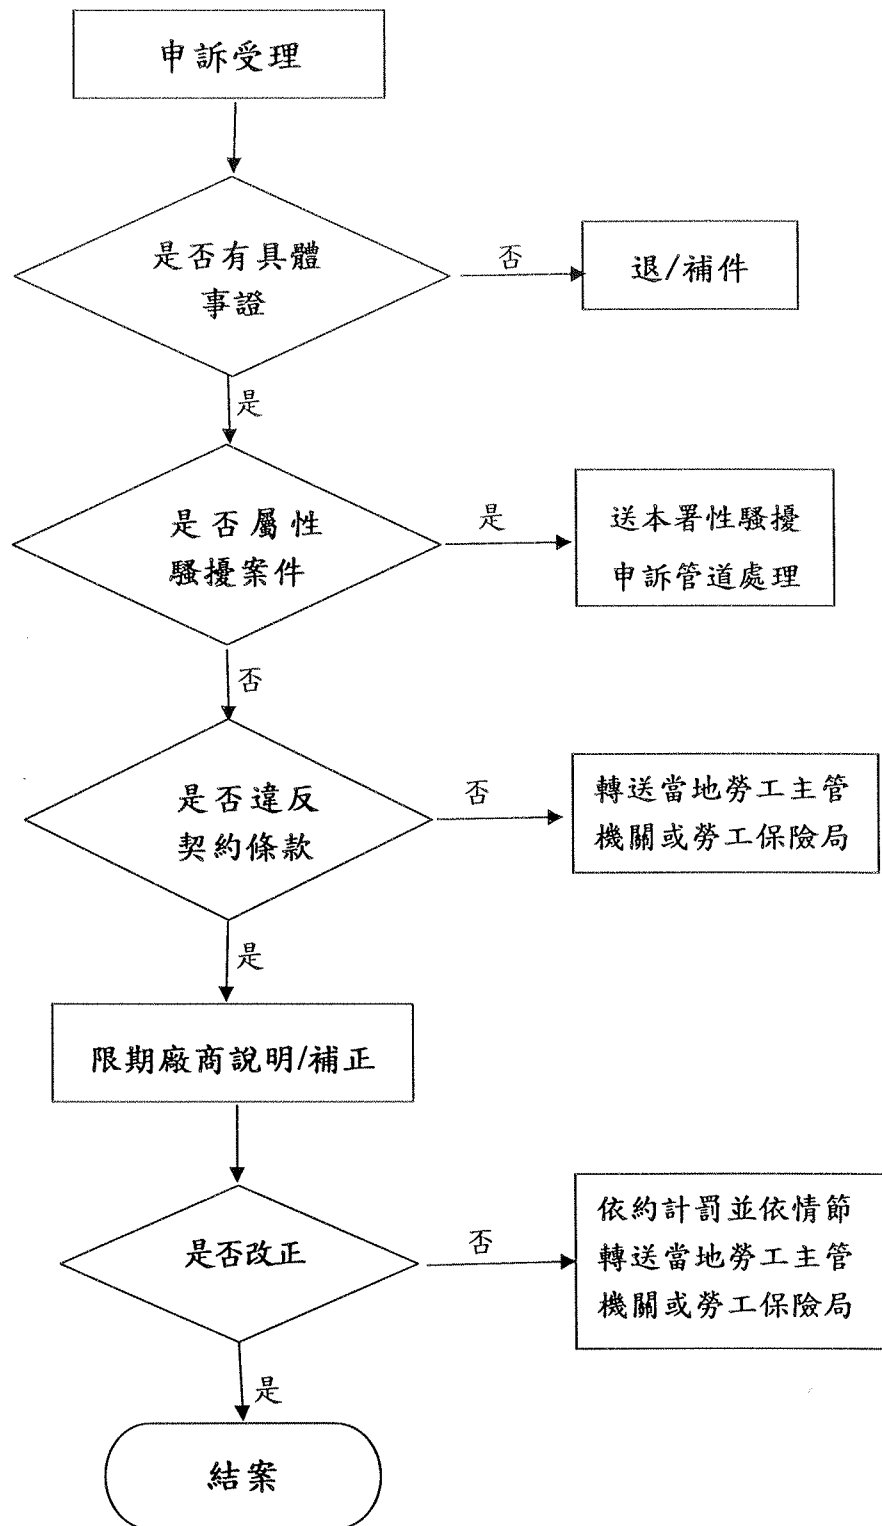 申訴受理
是否有具體
事證
否
退/補件
是
是否屬性
騷擾案件
是
送本署性騷擾
申訴管道處理
否
是否違反
契約條款
否
轉送當地勞工主管
機關或勞工保險局
是
限期廠商說明/補正
是否改正
否
依約計罰並依情節
轉送當地勞工主管
機關或勞工保險局
是
結案